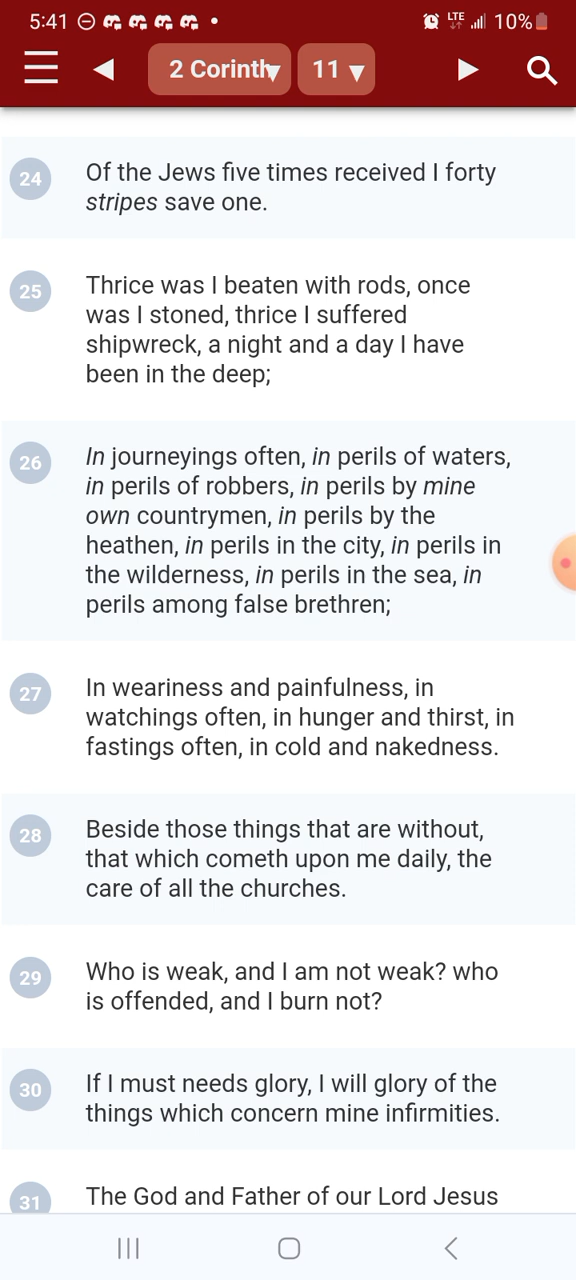 5:41 LTE 10%
2 Corinth 11
24 Of the Jews five times received I forty
stripes save one.
25 Thrice was I beaten with rods, once
was I stoned, thrice I suffered
shipwreck, a night and a day I have
been in the deep;
26 In journeyings often, in perils of waters,
in perils of robbers, in perils by mine
own countrymen, in perils by the
heathen, in perils in the city, in perils in
the wilderness, in perils in the sea, in
perils among false brethren;
27 In weariness and painfulness, in
watchings often, in hunger and thirst, in
fastings often, in cold and nakedness.
28 Beside those things that are without,
that which cometh upon me daily, the
care of all the churches.
29 Who is weak, and I am not weak? who
is offended, and I burn not?
30 If I must needs glory, I will glory of the
things which concern mine infirmities.
31 The God and Father of our Lord Jesus